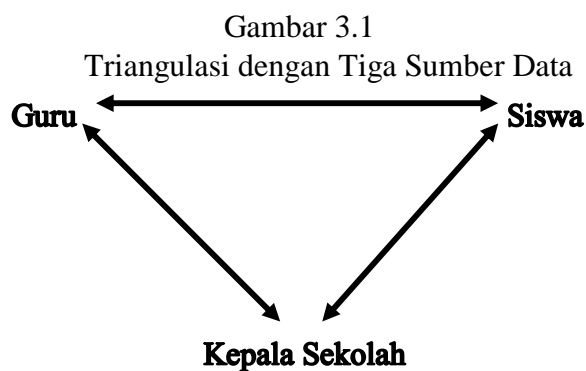 Gambar 3.1
Triangulasi dengan Tiga Sumber Data
Guru
Siswa
Kepala Sekolah